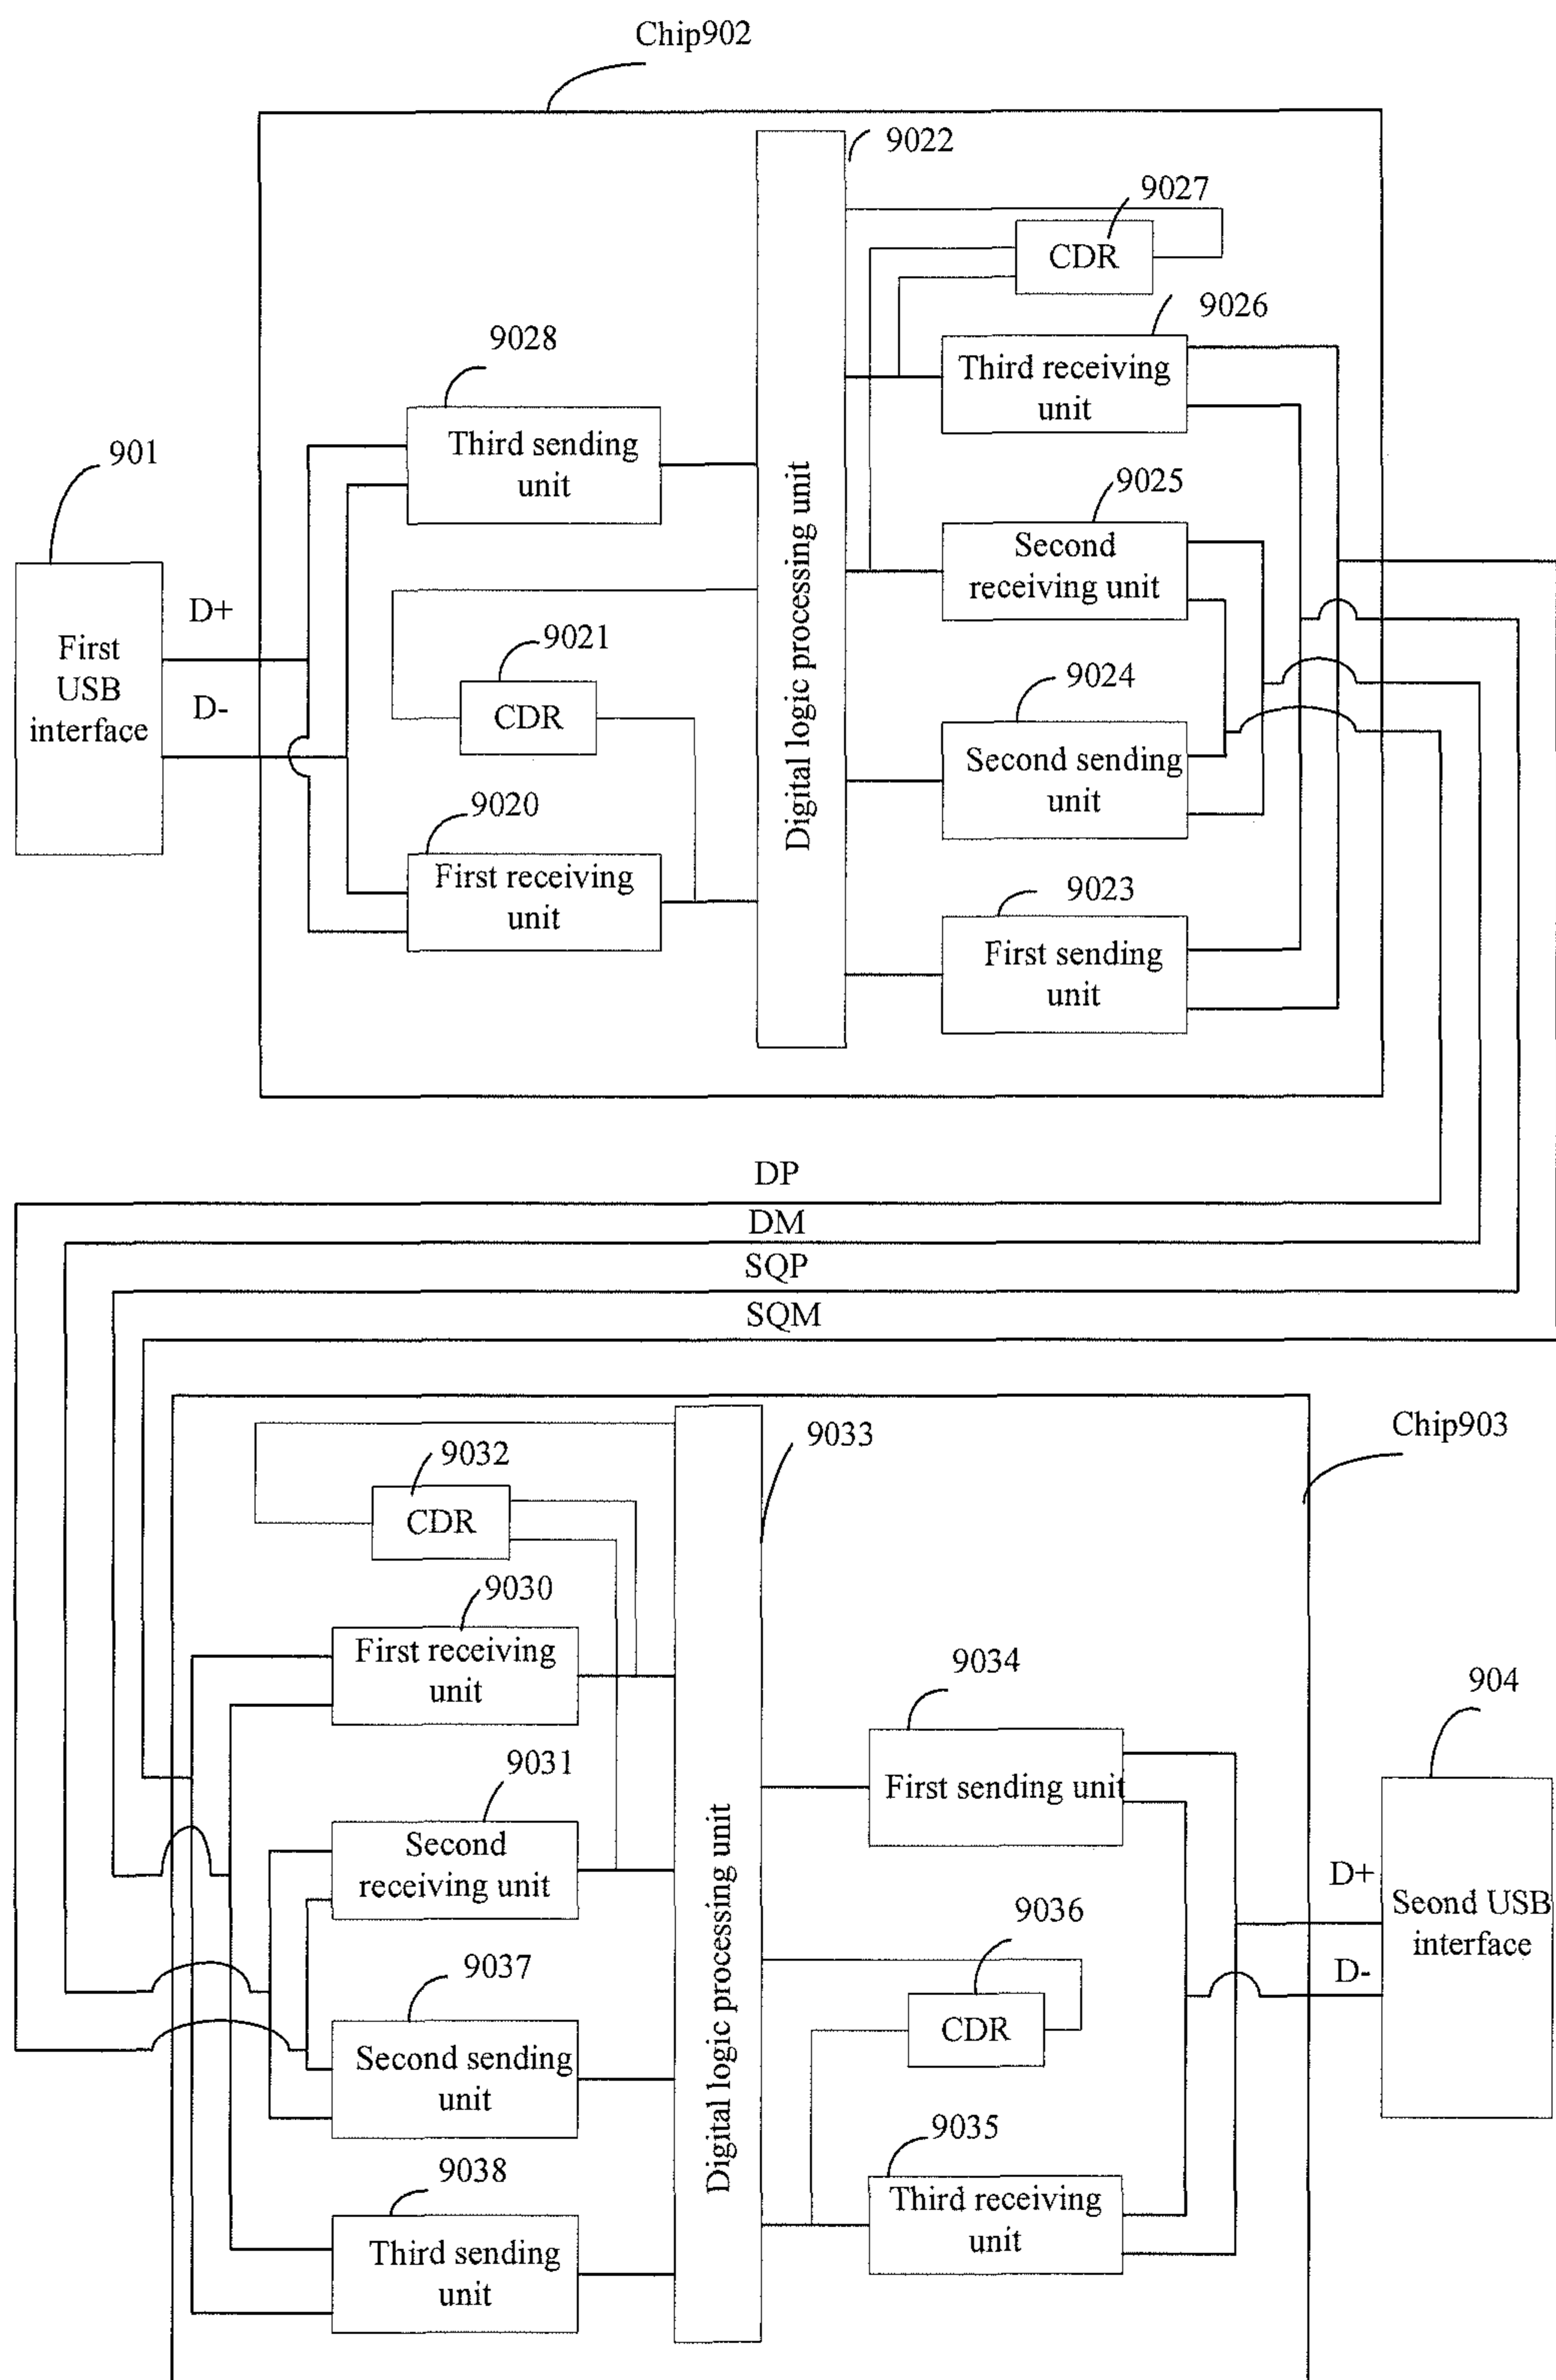 Chip902
9022
9027
CDR
9026
Third receiving
unit
9028
Third sending
unit
901
First
USB
interface
D+
D-
9025
Second
receiving unit
9021
CDR
Digital logic processing unit
9024
Second sending
unit
9020
First receiving
unit
9023
First sending
unit
DP
DM
SQP
SQM
Chip903
9033
9032
CDR
9030
First receiving
unit
9034
First sending unit
904
Seond USB
interface
9031
Second
receiving unit
D+
D-
Digital logic processing unit
9036
CDR
9037
Second sending
unit
9035
Third receiving
unit
9038
Third sending
unit